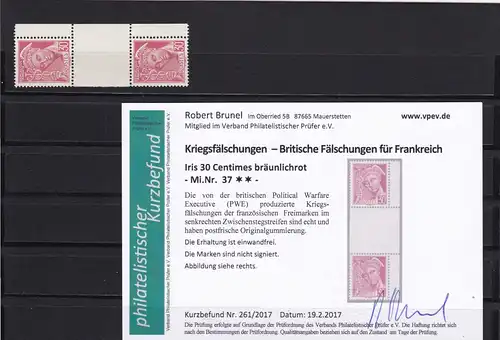 Robert Brunel Im Oberried 5B 87665 Mauerstetten www.vpev.de
Mitglied im Verband Philatelistischer Prüfer e.V.
Kriegsfälschungen – Britische Fälschungen für Frankreich
Iris 30 Centimes bräunlichrot
- Mi.Nr. 37 ✶✶ -
Die von der britischen Political Warfare
Executive (PWE) produzierte Kriegs-
fälschungen der französischen Freimarken im
senkrechten Zwischenstegstreifen sind echt und
haben postfrische Originalgummierung.
Die Erhaltung ist einwandfrei.
Die Marken sind nicht signiert.
Abbildung siehe rechts.
Kurzbefund Nr. 261/2017 Datum: 19.2.2017
Die Prüfung erfolgte auf Grundlage der Prüfordnung des Verbands Philatelistischer Prüfer e.V. Die Haftung richtet sich
nach den Bestimmungen der Prüfordnung. Qualitätsangaben beziehen sich auf den Zustand am Tage der Prüfung.
philatelistischer
Kurzbefund